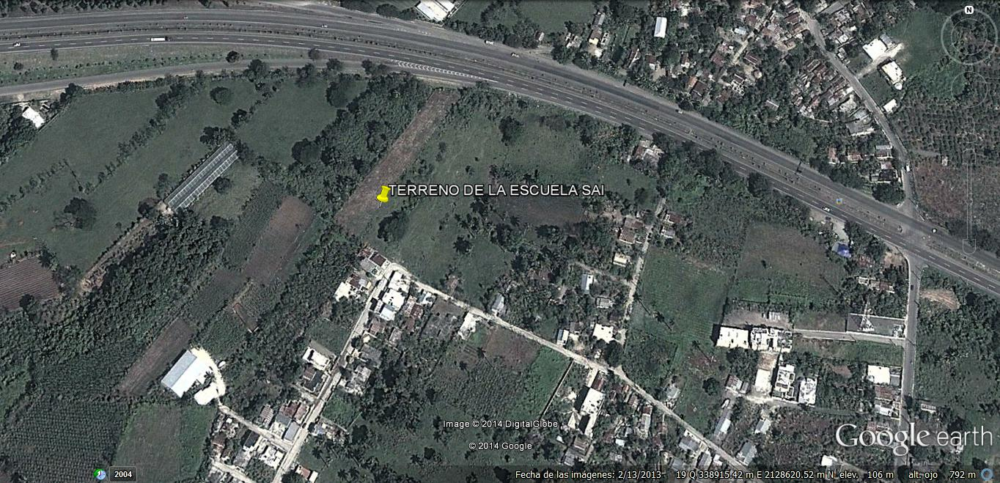 N
TERRENO DE LA ESCUELA SAI
Image © 2014 DigitalGlobe
© 2014 Google
Google earth
2004
Fecha de las imágenes: 2/13/2013 19 Q 338915.42 m E 2128620.52 m N elev. 106 m alt. ojo 792 m